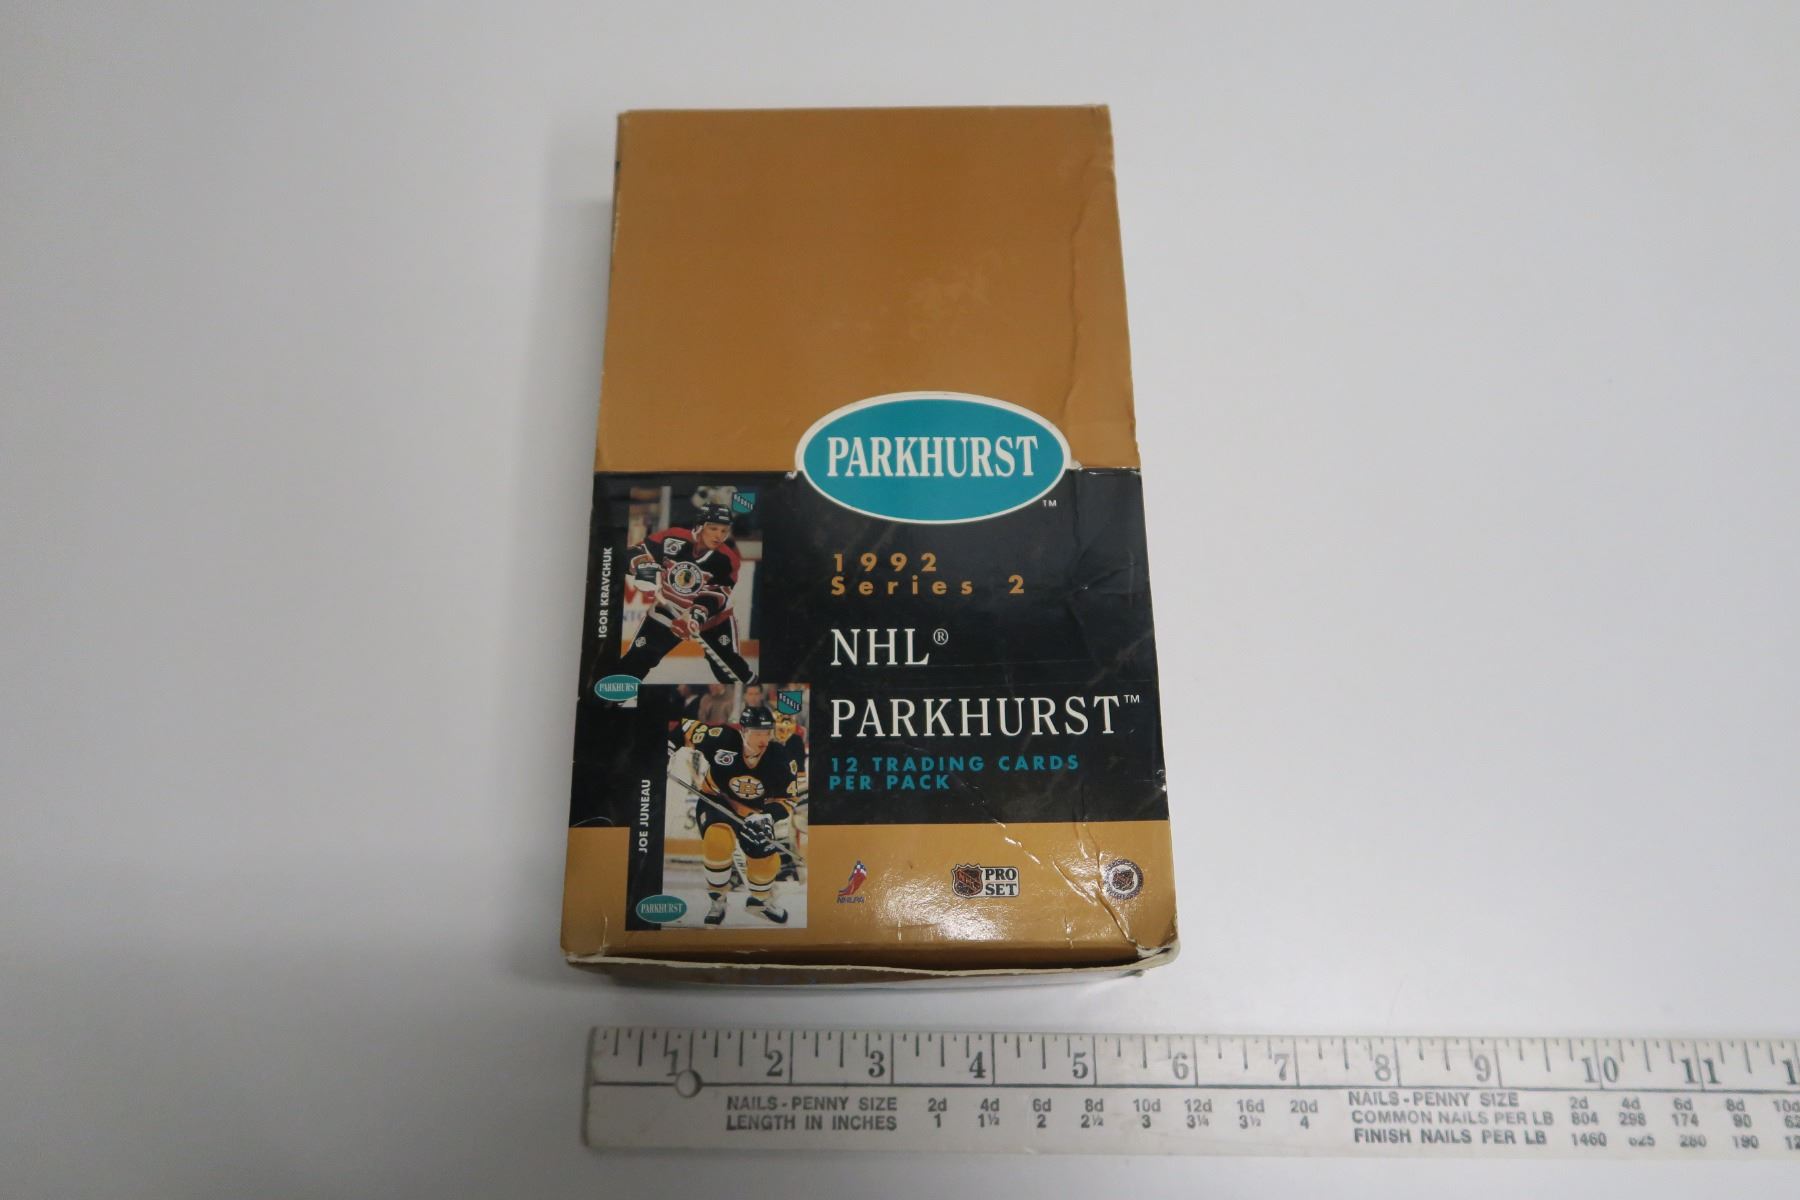 PARKHURST
TM
1992
Series 2
NHL®
PARKHURST™
12 TRADING CARDS
PER PACK
IGOR KRAVCHUK
PARKHURST
JOE JUNEAU
PARKHURST
NHLPA
PRO
SET
1 2 3 4 5 6 7 8 9 10 11 1
NAILS - PENNY SIZE 2d 4d 6d 8d 10d 12d 16d 20d
LENGTH IN INCHES 1 1½ 2 2½ 3 3¼ 3½ 4
NAILS - PENNY SIZE 2d 4d 6d 8d 10d
COMMON NAILS PER LB 804 298 174 90
FINISH NAILS PER LB 1460 625 280 190